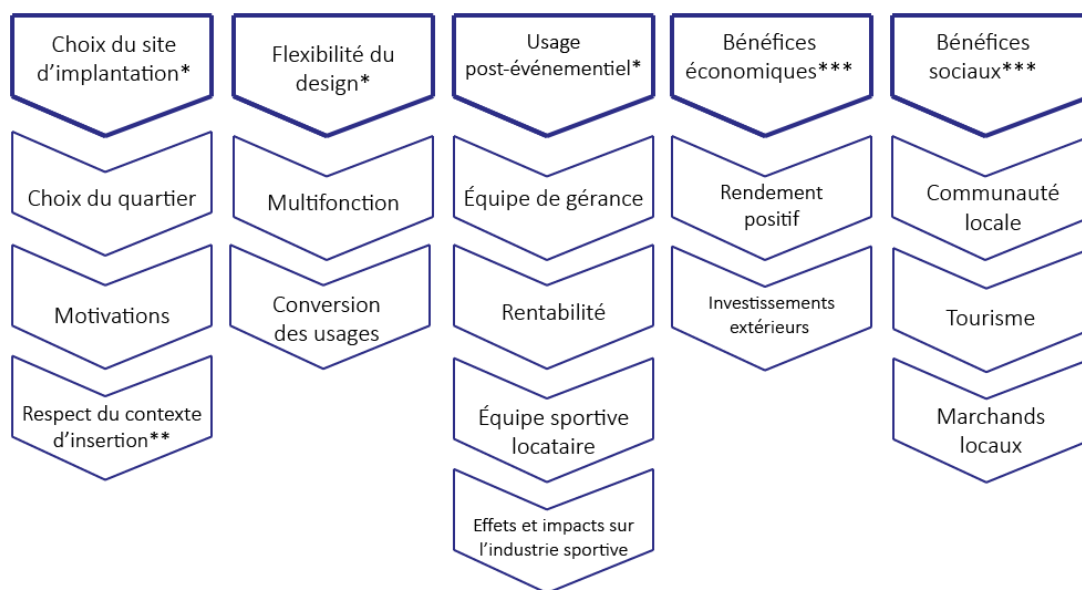 Choix du site
d’implantation*
Choix du quartier
Motivations
Respect du contexte
d’insertion**
Flexibilité du
design*
Multifonction
Conversion
des usages
Usage
post-événementiel*
Équipe de gérance
Rentabilité
Équipe sportive
locataire
Effets et impacts sur
l’industrie sportive
Bénéfices
économiques***
Rendement
positif
Investissements
extérieurs
Bénéfices
sociaux***
Communauté
locale
Tourisme
Marchands
locaux